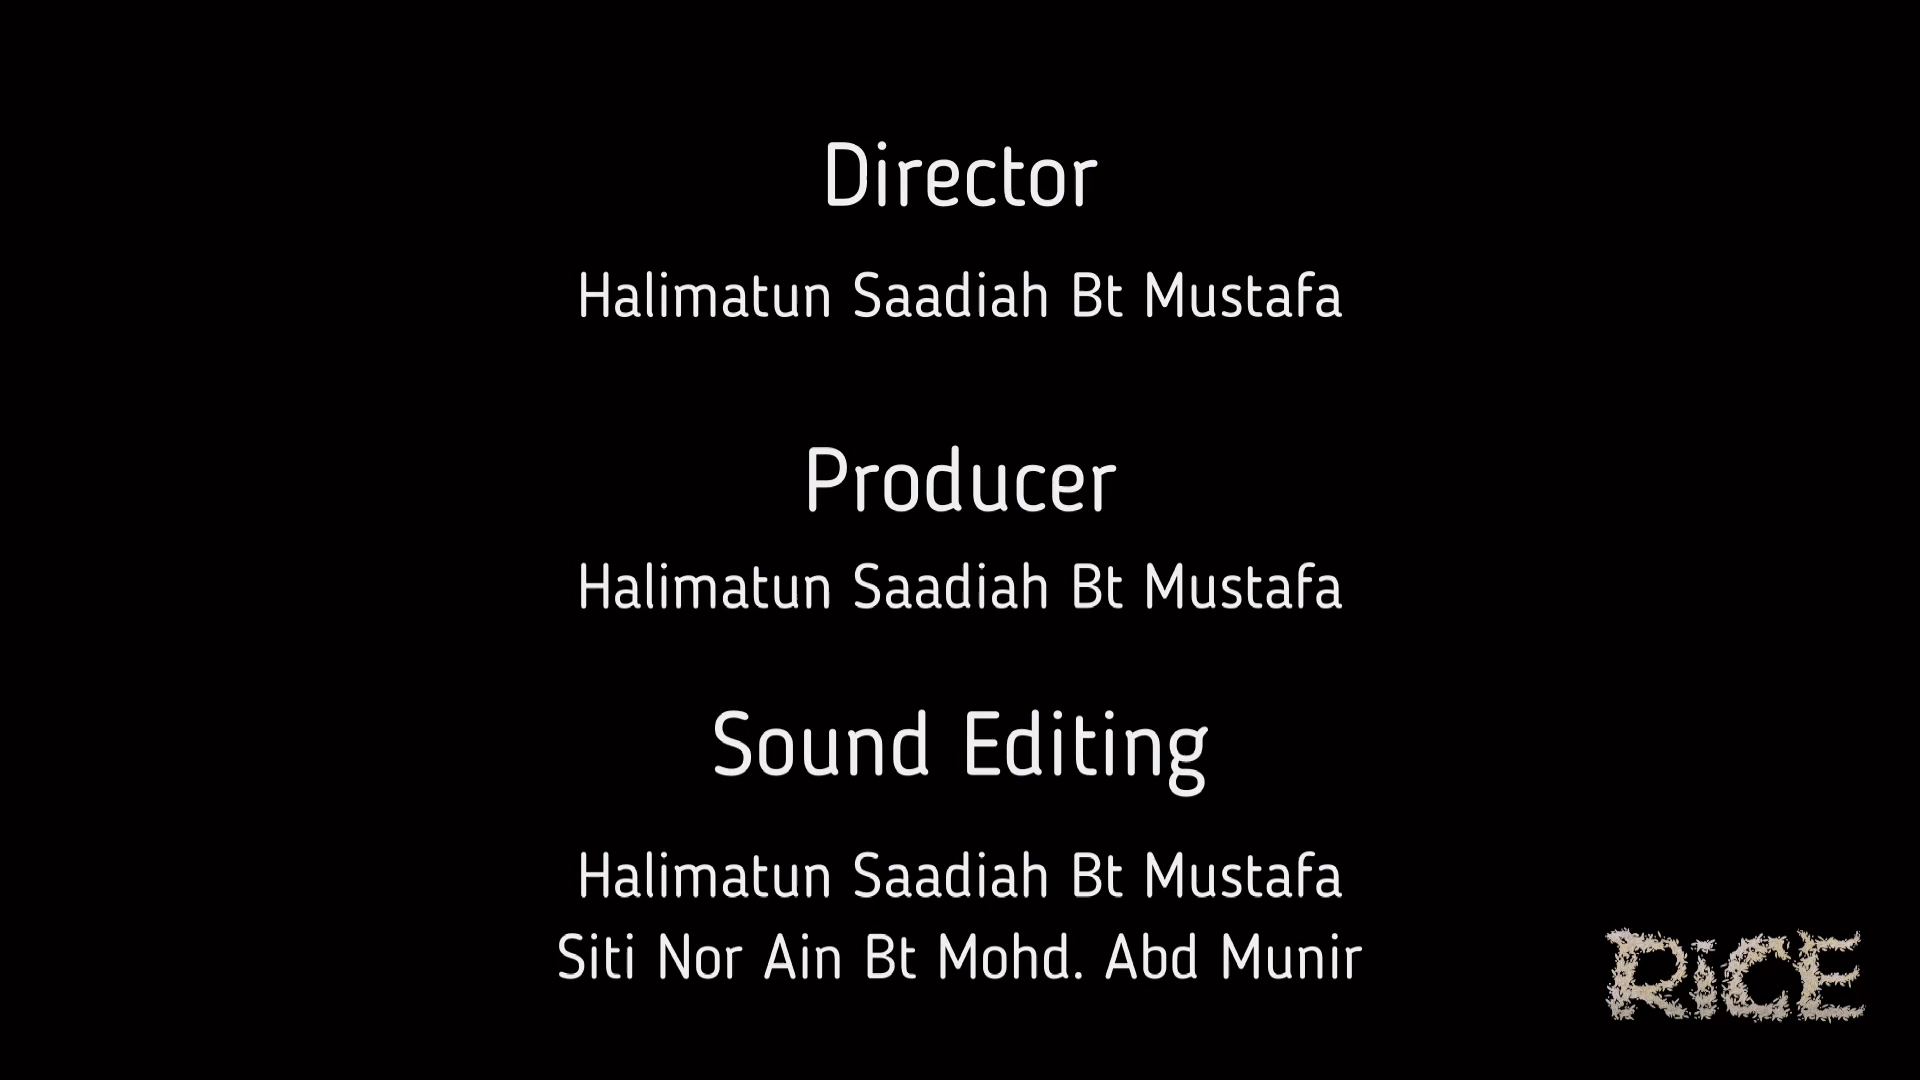 Director
Halimatun Saadiah Bt Mustafa
Producer
Halimatun Saadiah Bt Mustafa
Sound Editing
Halimatun Saadiah Bt Mustafa
Siti Nor Ain Bt Mohd. Abd Munir
RiCE